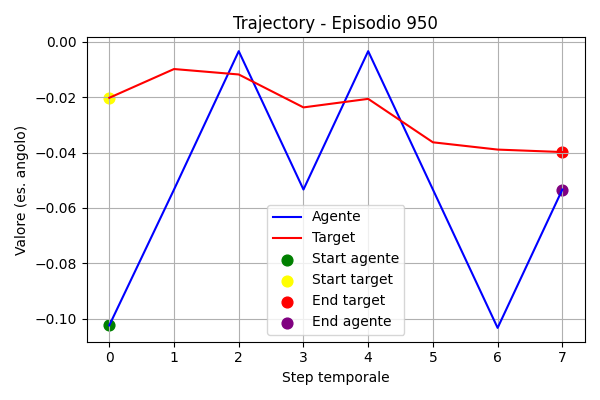 Trajectory - Episodio 950
Valore (es. angolo)
0.00
−0.02
−0.04
−0.06
−0.08
−0.10
Agente
Target
Start agente
Start target
End target
End agente
0 1 2 3 4 5 6 7
Step temporale